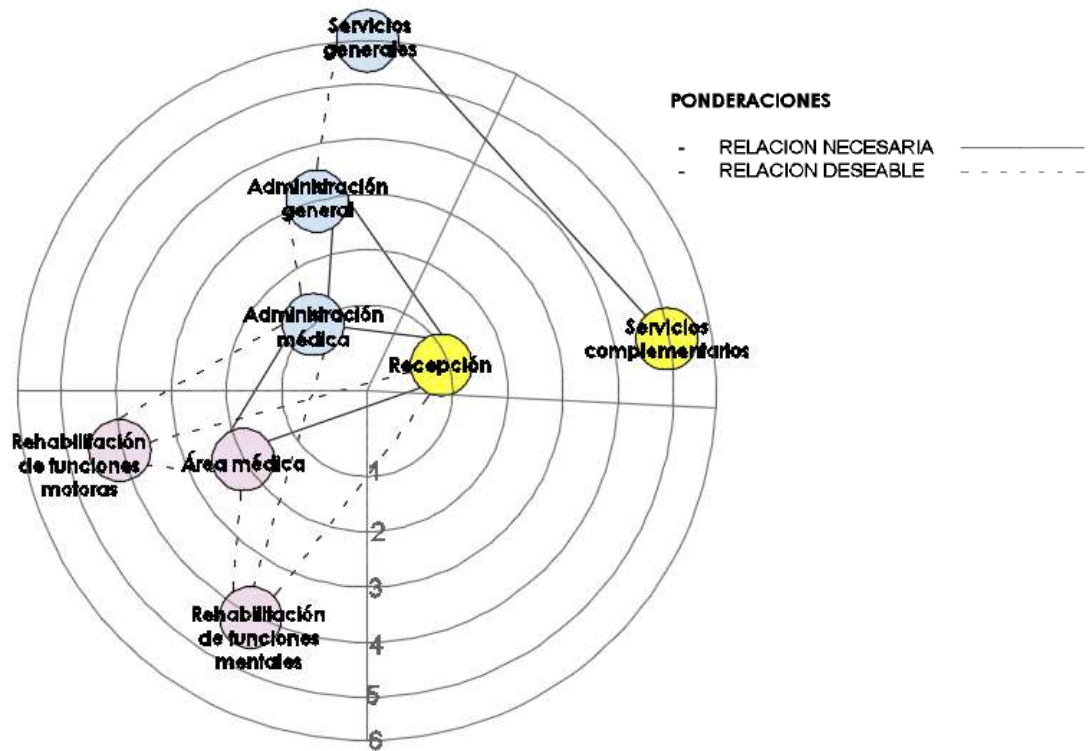 Servicios
generales
PONDERACIONES
- RELACION NECESARIA
- RELACION DESEABLE
Administración
general
Administración
médica
Servicios
complementarios
Recepción
Rehabilitación
de funciones
motoras
Área médica
1
2
3
Rehabilitación
de funciones
mentales
4
5
6